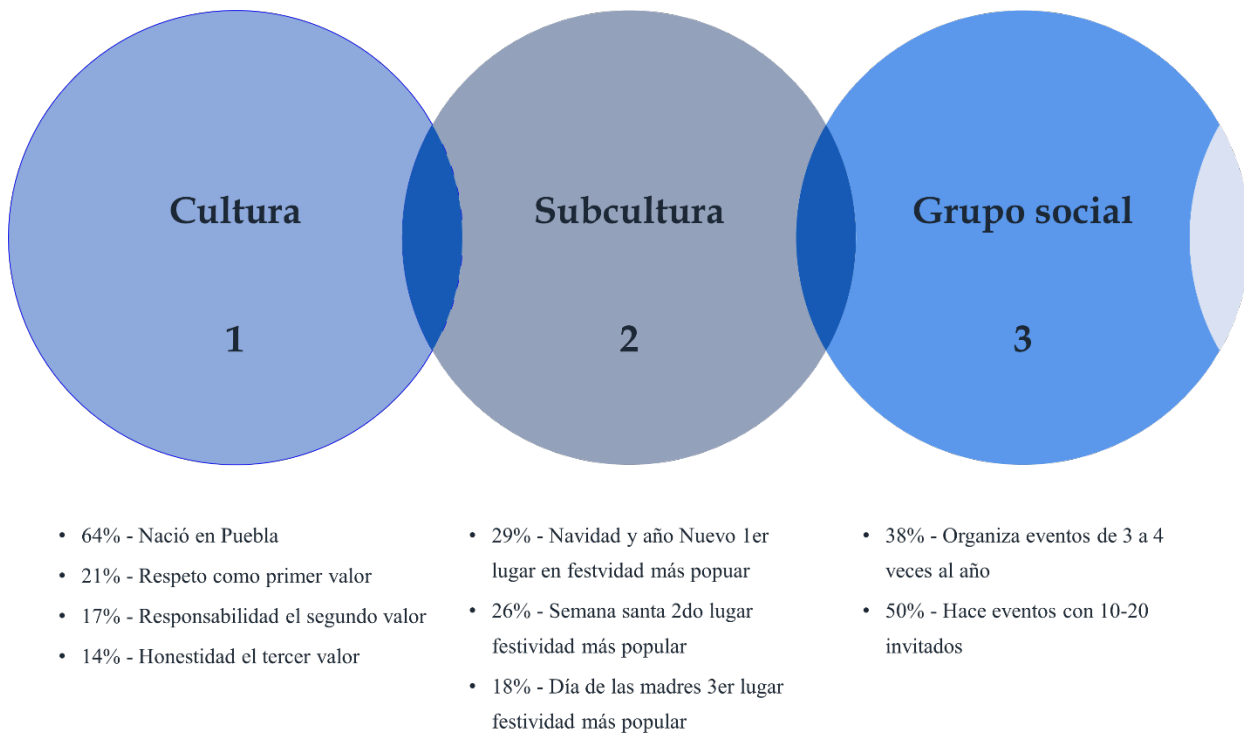 Cultura
1
Subcultura
2
Grupo social
3
• 64% - Nació en Puebla
• 21% - Respeto como primer valor
• 17% - Responsabilidad el segundo valor
• 14% - Honestidad el tercer valor
• 29% - Navidad y año Nuevo 1er
lugar en festvidad más popuar
• 26% - Semana santa 2do lugar
festividad más popular
• 18% - Día de las madres 3er lugar
festividad más popular
• 38% - Organiza eventos de 3 a 4
veces al año
• 50% - Hace eventos con 10-20
invitados